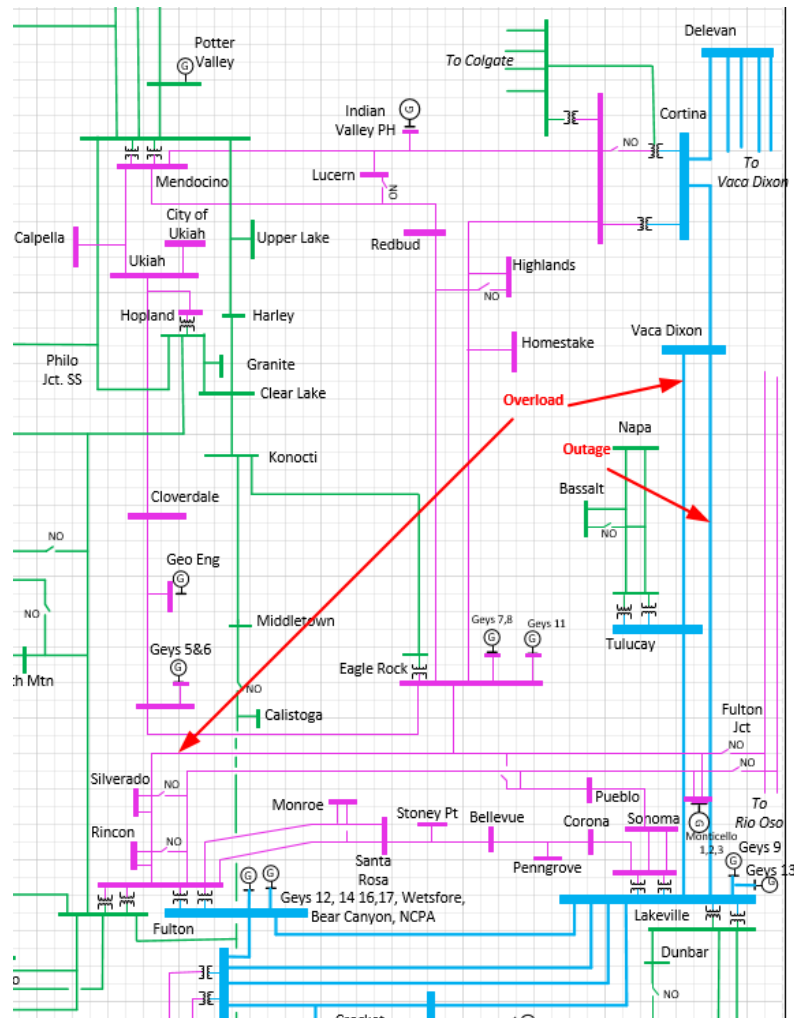 Potter
Valley
G
To Colgate
Delevan
Indian
Valley PH
G
Cortina
NO
To
Vaca Dixon
Lucern
NO
Mendocino
City of
Ukiah
Calpella
Upper Lake
Redbud
Ukiah
Highlands
NO
Hopland
Harley
Vaca Dixon
Homestake
Philo
Jct. SS
Granite
Clear Lake
Overload
Napa
Outage
Konocti
Bassalt
Cloverdale
NO
NO
Geo Eng
G
NO
Middletown
Geys 7,8
Geys 11
G
G
Geys 5&6
G
Tulucay
th Mtn
Eagle Rock
NO
Calistoga
Fulton
Jct
NO
NO
Silverado
NO
Pueblo
Monroe
Stoney Pt
Bellevue
Corona
Sonoma
To
Rio Oso
G
Monticello
1,2,3
Rincon
NO
Geys 9
G
Geys 13
G
Penngrove
Santa
Rosa
G
G
Geys 12, 14 16,17, Wetsfore,
Bear Canyon, NCPA
Fulton
Lakeville
Dunbar
NO